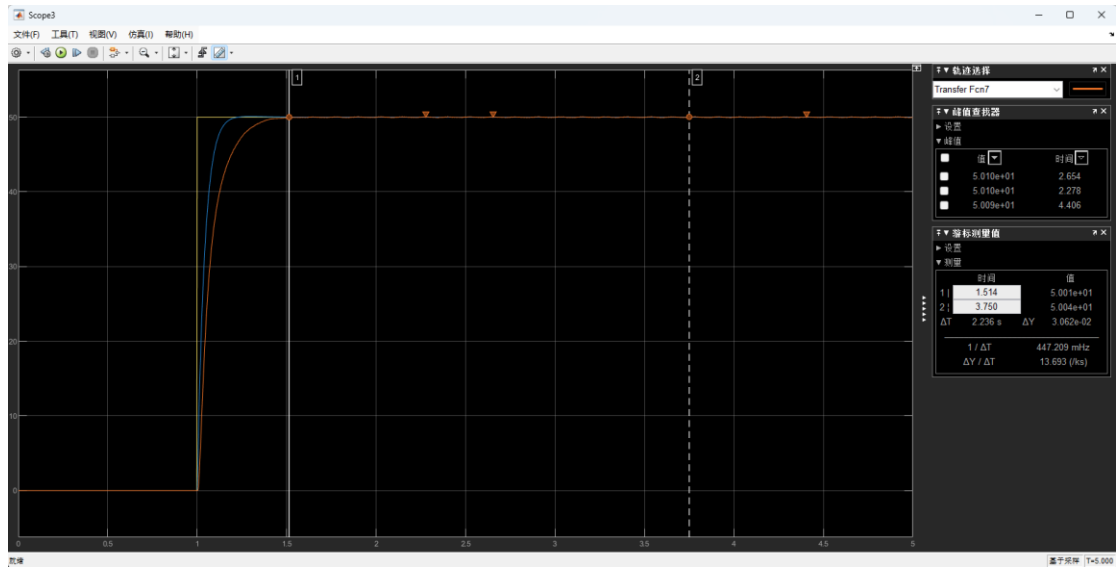 Scope3
文件(F) 工具(T) 视图(V) 仿真(I) 帮助(H)
1
2
50
40
30
20
10
0
0 0.5 1 1.5 2 2.5 3 3.5 4 4.5 5
轨迹选择
Transfer Fcn7
峰值查找器
设置
峰值
值 时间
5.010e+01 2.654
5.010e+01 2.278
5.009e+01 4.406
游标测量值
设置
测量
时间 值
1 | 1.514 5.001e+01
2 ¦ 3.750 5.004e+01
ΔT 2.236 s ΔY 3.062e-02
1 / ΔT 447.209 mHz
ΔY / ΔT 13.693 (/ks)
就绪
基于采样 T=5.000